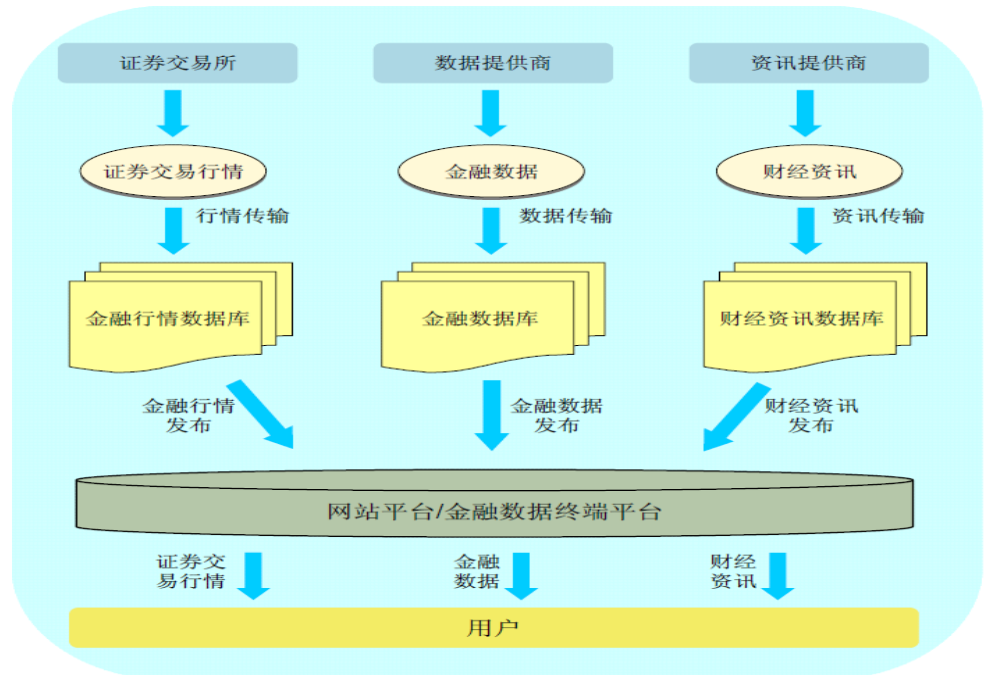 证券交易所
数据提供商
资讯提供商
证券交易行情
金融数据
财经资讯
行情传输
数据传输
资讯传输
金融行情数据库
金融数据库
财经资讯数据库
金融行情
发布
金融数据
发布
财经资讯
发布
网站平台/金融数据终端平台
证券交
易行情
金融
数据
财经
资讯
用户